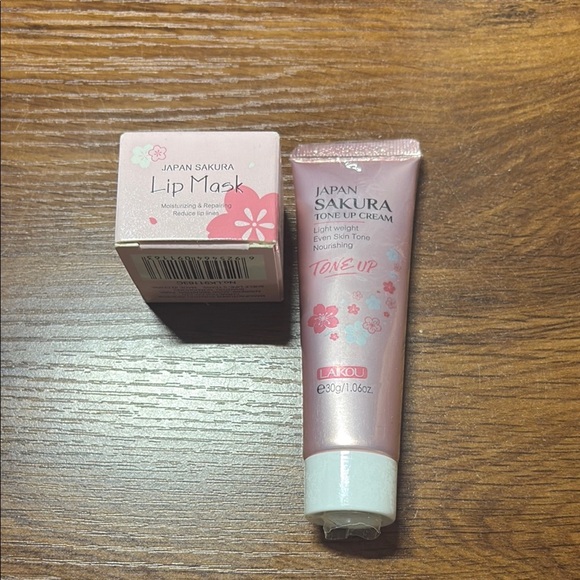 JAPAN SAKURA
Lip Mask
Moisturizing & Repairing
Reduce lip lines
JAPAN
SAKURA
TONE UP CREAM
Light weight
Even Skin Tone
Nourishing
TONE UP
LAIKOU
℮30g/1.06oz.